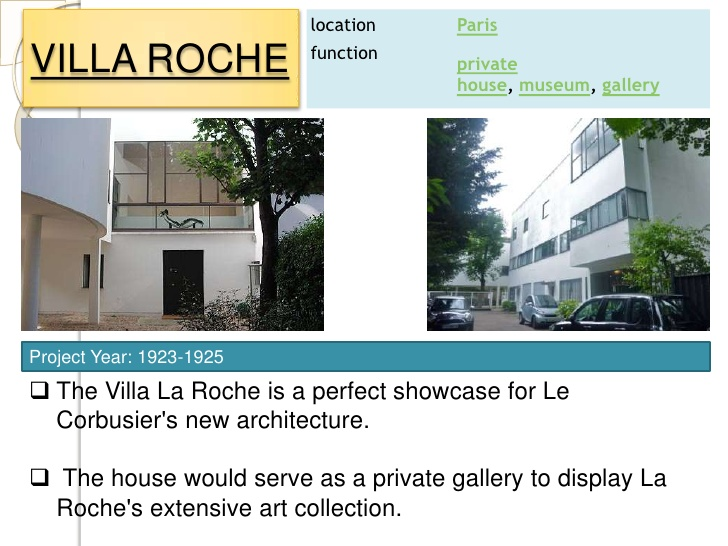 VILLA ROCHE
location Paris
function
private
house, museum, gallery
Project Year: 1923-1925
❑ The Villa La Roche is a perfect showcase for Le
Corbusier's new architecture.
❑ The house would serve as a private gallery to display La
Roche's extensive art collection.